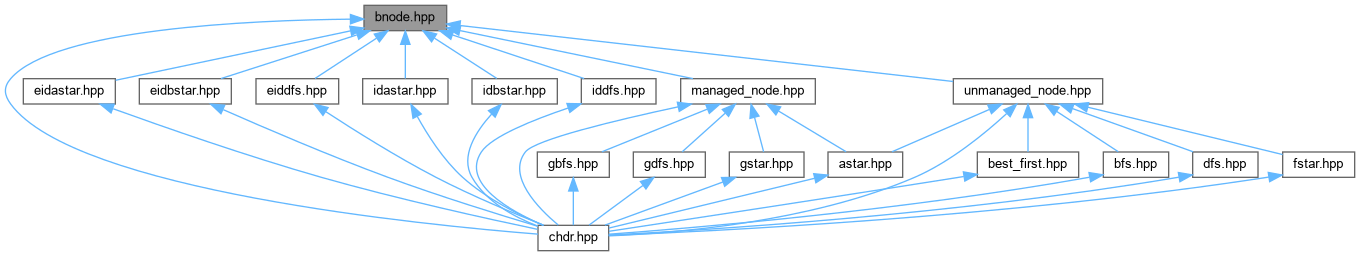 bnode.hpp
eidastar.hpp
eidbstar.hpp
eiddfs.hpp
idastar.hpp
idbstar.hpp
iddfs.hpp
managed_node.hpp
unmanaged_node.hpp
gbfs.hpp
gdfs.hpp
gstar.hpp
astar.hpp
best_first.hpp
bfs.hpp
dfs.hpp
fstar.hpp
chdr.hpp